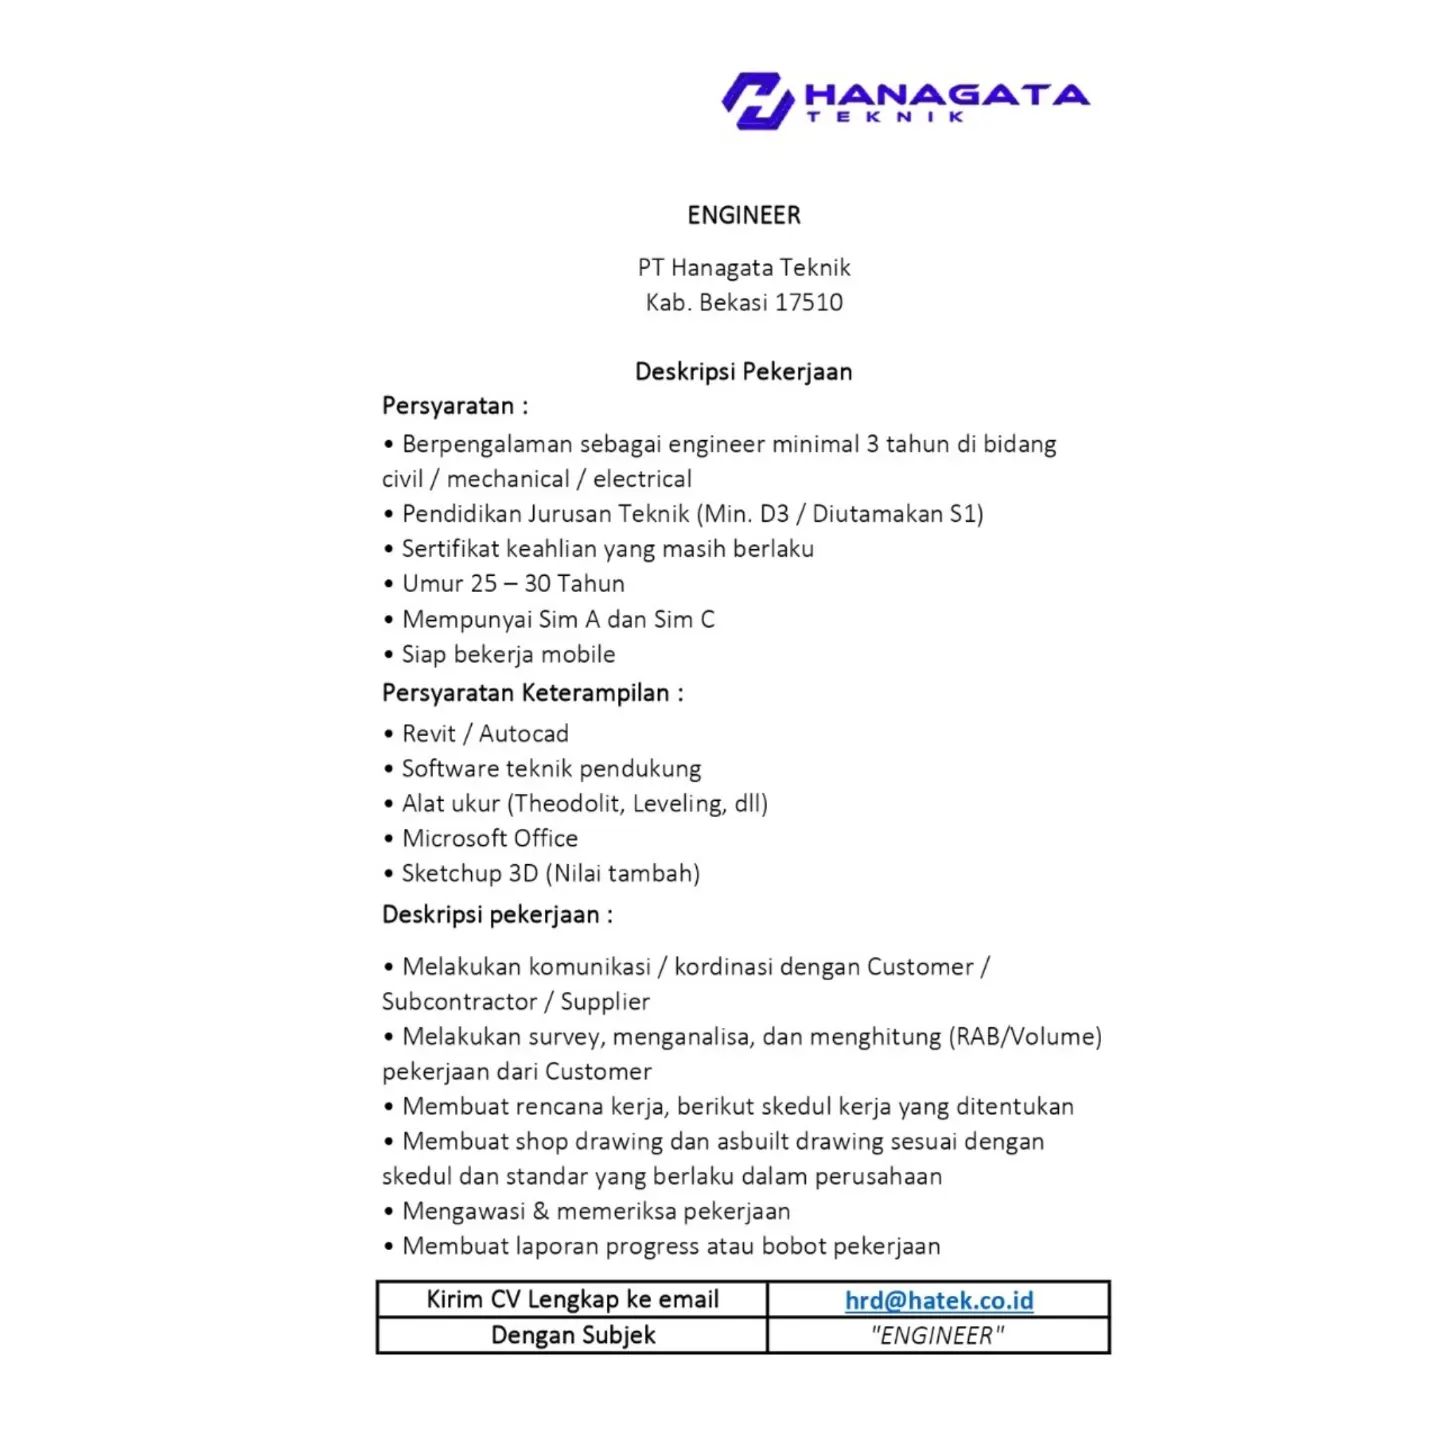 HANAGATA
TEKNIK
ENGINEER
PT Hanagata Teknik
Kab. Bekasi 17510
Deskripsi Pekerjaan
Persyaratan :
• Berpengalaman sebagai engineer minimal 3 tahun di bidang
civil / mechanical / electrical
• Pendidikan Jurusan Teknik (Min. D3 / Diutamakan S1)
• Sertifikat keahlian yang masih berlaku
• Umur 25 – 30 Tahun
• Mempunyai Sim A dan Sim C
• Siap bekerja mobile
Persyaratan Keterampilan :
• Revit / Autocad
• Software teknik pendukung
• Alat ukur (Theodolit, Leveling, dll)
• Microsoft Office
• Sketchup 3D (Nilai tambah)
Deskripsi pekerjaan :
• Melakukan komunikasi / kordinasi dengan Customer /
Subcontractor / Supplier
• Melakukan survey, menganalisa, dan menghitung (RAB/Volume)
pekerjaan dari Customer
• Membuat rencana kerja, berikut skedul kerja yang ditentukan
• Membuat shop drawing dan asbuilt drawing sesuai dengan
skedul dan standar yang berlaku dalam perusahaan
• Mengawasi & memeriksa pekerjaan
• Membuat laporan progress atau bobot pekerjaan
Kirim CV Lengkap ke email hrd@hatek.co.id
Dengan Subjek "ENGINEER"